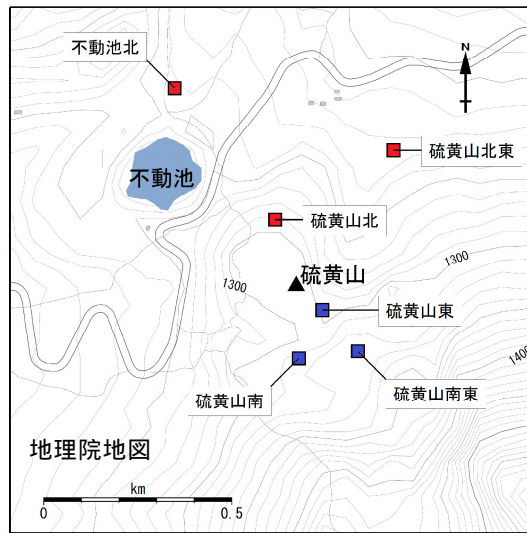 不動池北
N
硫黄山北東
不動池
硫黄山北
1300
硫黄山
1300
硫黄山東
1400
硫黄山南
硫黄山南東
地理院地図
km
0 0.5